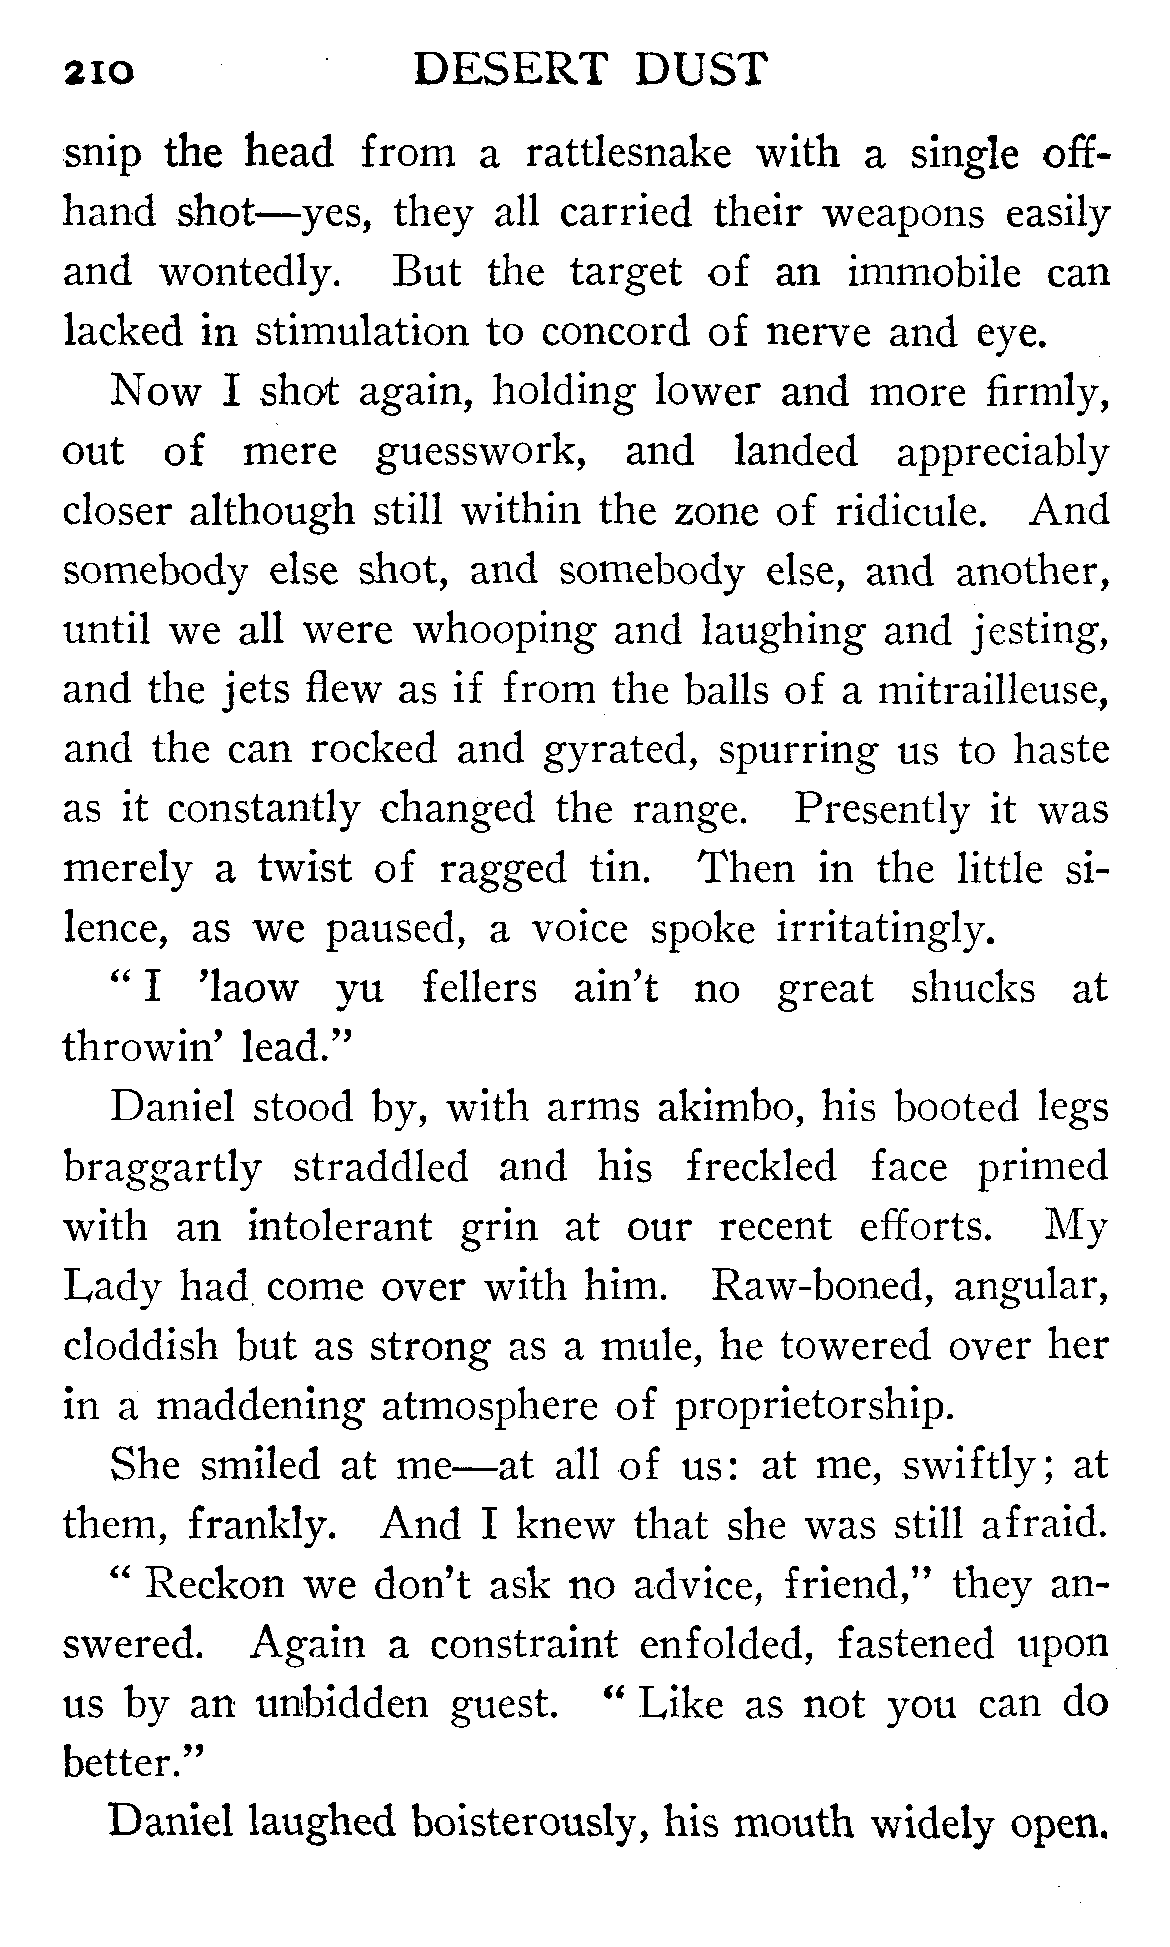 210 DESERT DUST
snip the head from a rattlesnake with a single off-
hand shot—yes, they all carried their weapons easily
and wontedly. But the target of an immobile can
lacked in stimulation to concord of nerve and eye.
Now I shot again, holding lower and more firmly,
out of mere guesswork, and landed appreciably
closer although still within the zone of ridicule. And
somebody else shot, and somebody else, and another,
until we all were whooping and laughing and jesting,
and the jets flew as if from the balls of a mitrailleuse,
and the can rocked and gyrated, spurring us to haste
as it constantly changed the range. Presently it was
merely a twist of ragged tin. Then in the little si-
lence, as we paused, a voice spoke irritatingly.
“ I ’laow yu fellers ain’t no great shucks at
throwin’ lead.”
Daniel stood by, with arms akimbo, his booted legs
braggartly straddled and his freckled face primed
with an intolerant grin at our recent efforts. My
Lady had come over with him. Raw-boned, angular,
cloddish but as strong as a mule, he towered over her
in a maddening atmosphere of proprietorship.
She smiled at me—at all of us: at me, swiftly; at
them, frankly. And I knew that she was still afraid.
“ Reckon we don’t ask no advice, friend,” they an-
swered. Again a constraint enfolded, fastened upon
us by an unbidden guest. “ Like as not you can do
better.”
Daniel laughed boisterously, his mouth widely open.